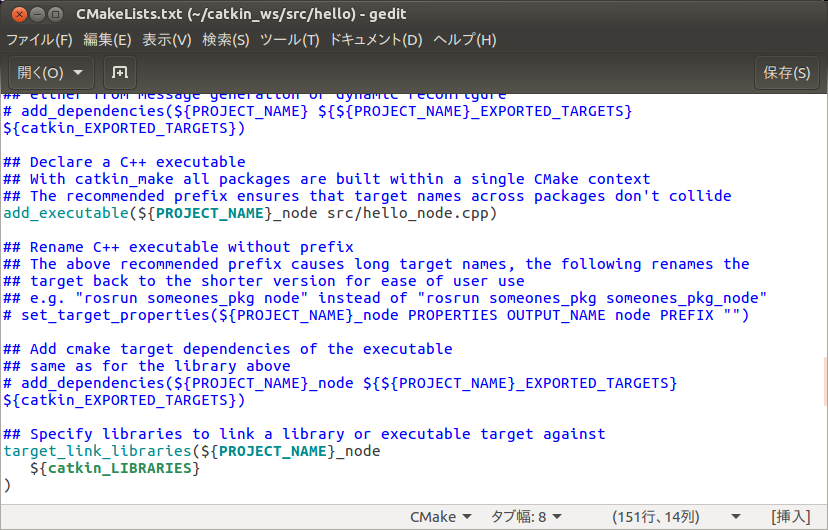 CMakeLists.txt (~/catkin_ws/src/hello) - gedit
ファイル(F) 編集(E) 表示(V) 検索(S) ツール(T) ドキュメント(D) ヘルプ(H)
開く(O) 保存(S)
## either from message generation or dynamic reconfigure
# add_dependencies(${PROJECT_NAME} ${${PROJECT_NAME}_EXPORTED_TARGETS}
${catkin_EXPORTED_TARGETS})
## Declare a C++ executable
## With catkin_make all packages are built within a single CMake context
## The recommended prefix ensures that target names across packages don't collide
add_executable(${PROJECT_NAME}_node src/hello_node.cpp)
## Rename C++ executable without prefix
## The above recommended prefix causes long target names, the following renames the
## target back to the shorter version for ease of user use
## e.g. "rosrun someones_pkg node" instead of "rosrun someones_pkg someones_pkg_node"
# set_target_properties(${PROJECT_NAME}_node PROPERTIES OUTPUT_NAME node PREFIX "")
## Add cmake target dependencies of the executable
## same as for the library above
# add_dependencies(${PROJECT_NAME}_node ${${PROJECT_NAME}_EXPORTED_TARGETS}
${catkin_EXPORTED_TARGETS})
## Specify libraries to link a library or executable target against
target_link_libraries(${PROJECT_NAME}_node
   ${catkin_LIBRARIES}
)
CMake タブ幅: 8 (151行、14列) [挿入]